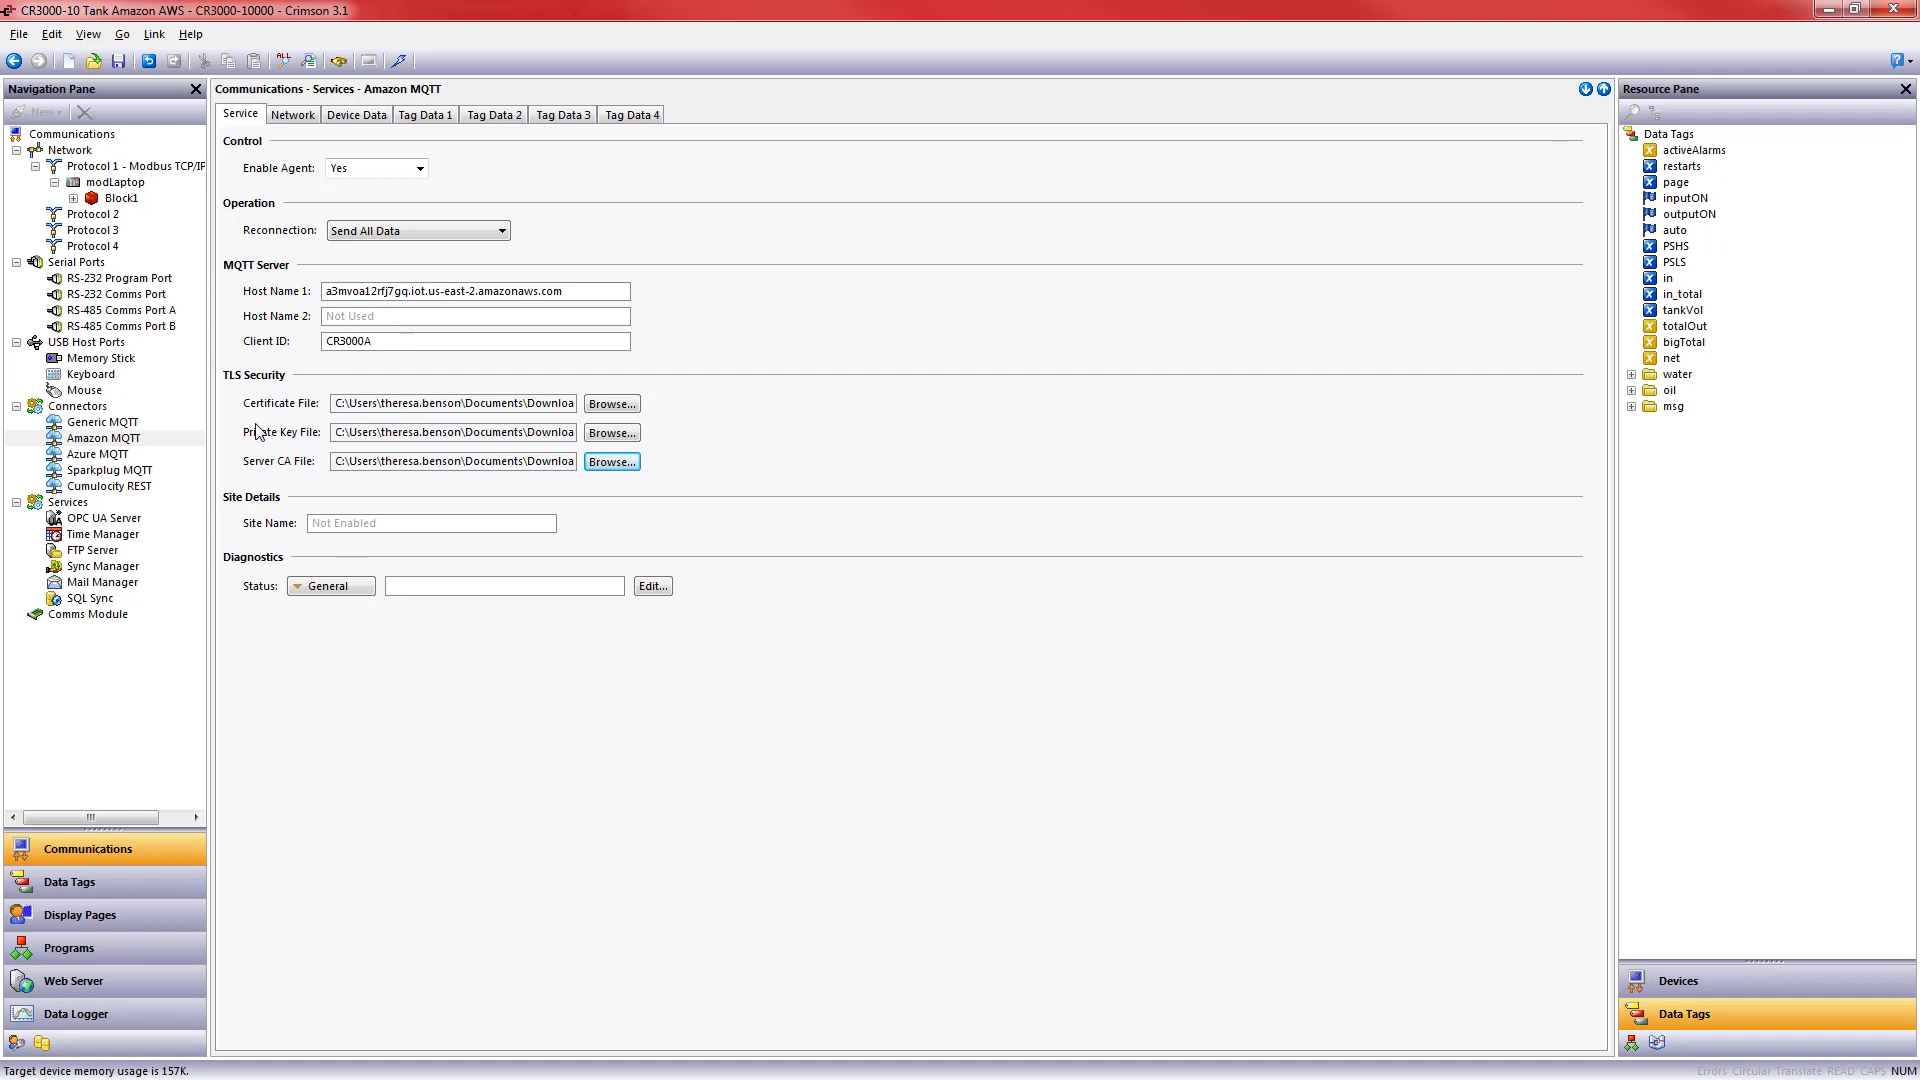 CR3000-10 Tank Amazon AWS - CR3000-10000 - Crimson 3.1
File Edit View Go Link Help
ALL
Navigation Pane
New
Communications
Network
Protocol 1 - Modbus TCP/IP
modLaptop
Block1
Protocol 2
Protocol 3
Protocol 4
Serial Ports
RS-232 Program Port
RS-232 Comms Port
RS-485 Comms Port A
RS-485 Comms Port B
USB Host Ports
Memory Stick
Keyboard
Mouse
Connectors
Generic MQTT
Amazon MQTT
Azure MQTT
Sparkplug MQTT
Cumulocity REST
Services
OPC UA Server
Time Manager
FTP Server
Sync Manager
Mail Manager
SQL Sync
Comms Module
Communications
Data Tags
Display Pages
Programs
Web Server
Data Logger
Communications - Services - Amazon MQTT
Service Network Device Data Tag Data 1 Tag Data 2 Tag Data 3 Tag Data 4
Control
Enable Agent: Yes
Operation
Reconnection: Send All Data
MQTT Server
Host Name 1: a3mvoa12rfj7gq.iot.us-east-2.amazonaws.com
Host Name 2: Not Used
Client ID: CR3000A
TLS Security
Certificate File: C:\Users\theresa.benson\Documents\Downloa Browse...
Private Key File: C:\Users\theresa.benson\Documents\Downloa Browse...
Server CA File: C:\Users\theresa.benson\Documents\Downloa Browse...
Site Details
Site Name: Not Enabled
Diagnostics
Status: General Edit...
Resource Pane
Data Tags
activeAlarms
restarts
page
inputON
outputON
auto
PSHS
PSLS
in
in_total
tankVol
totalOut
bigTotal
net
water
oil
msg
Devices
Data Tags
Target device memory usage is 157K.
Errors Circular Translate READ CAPS NUM